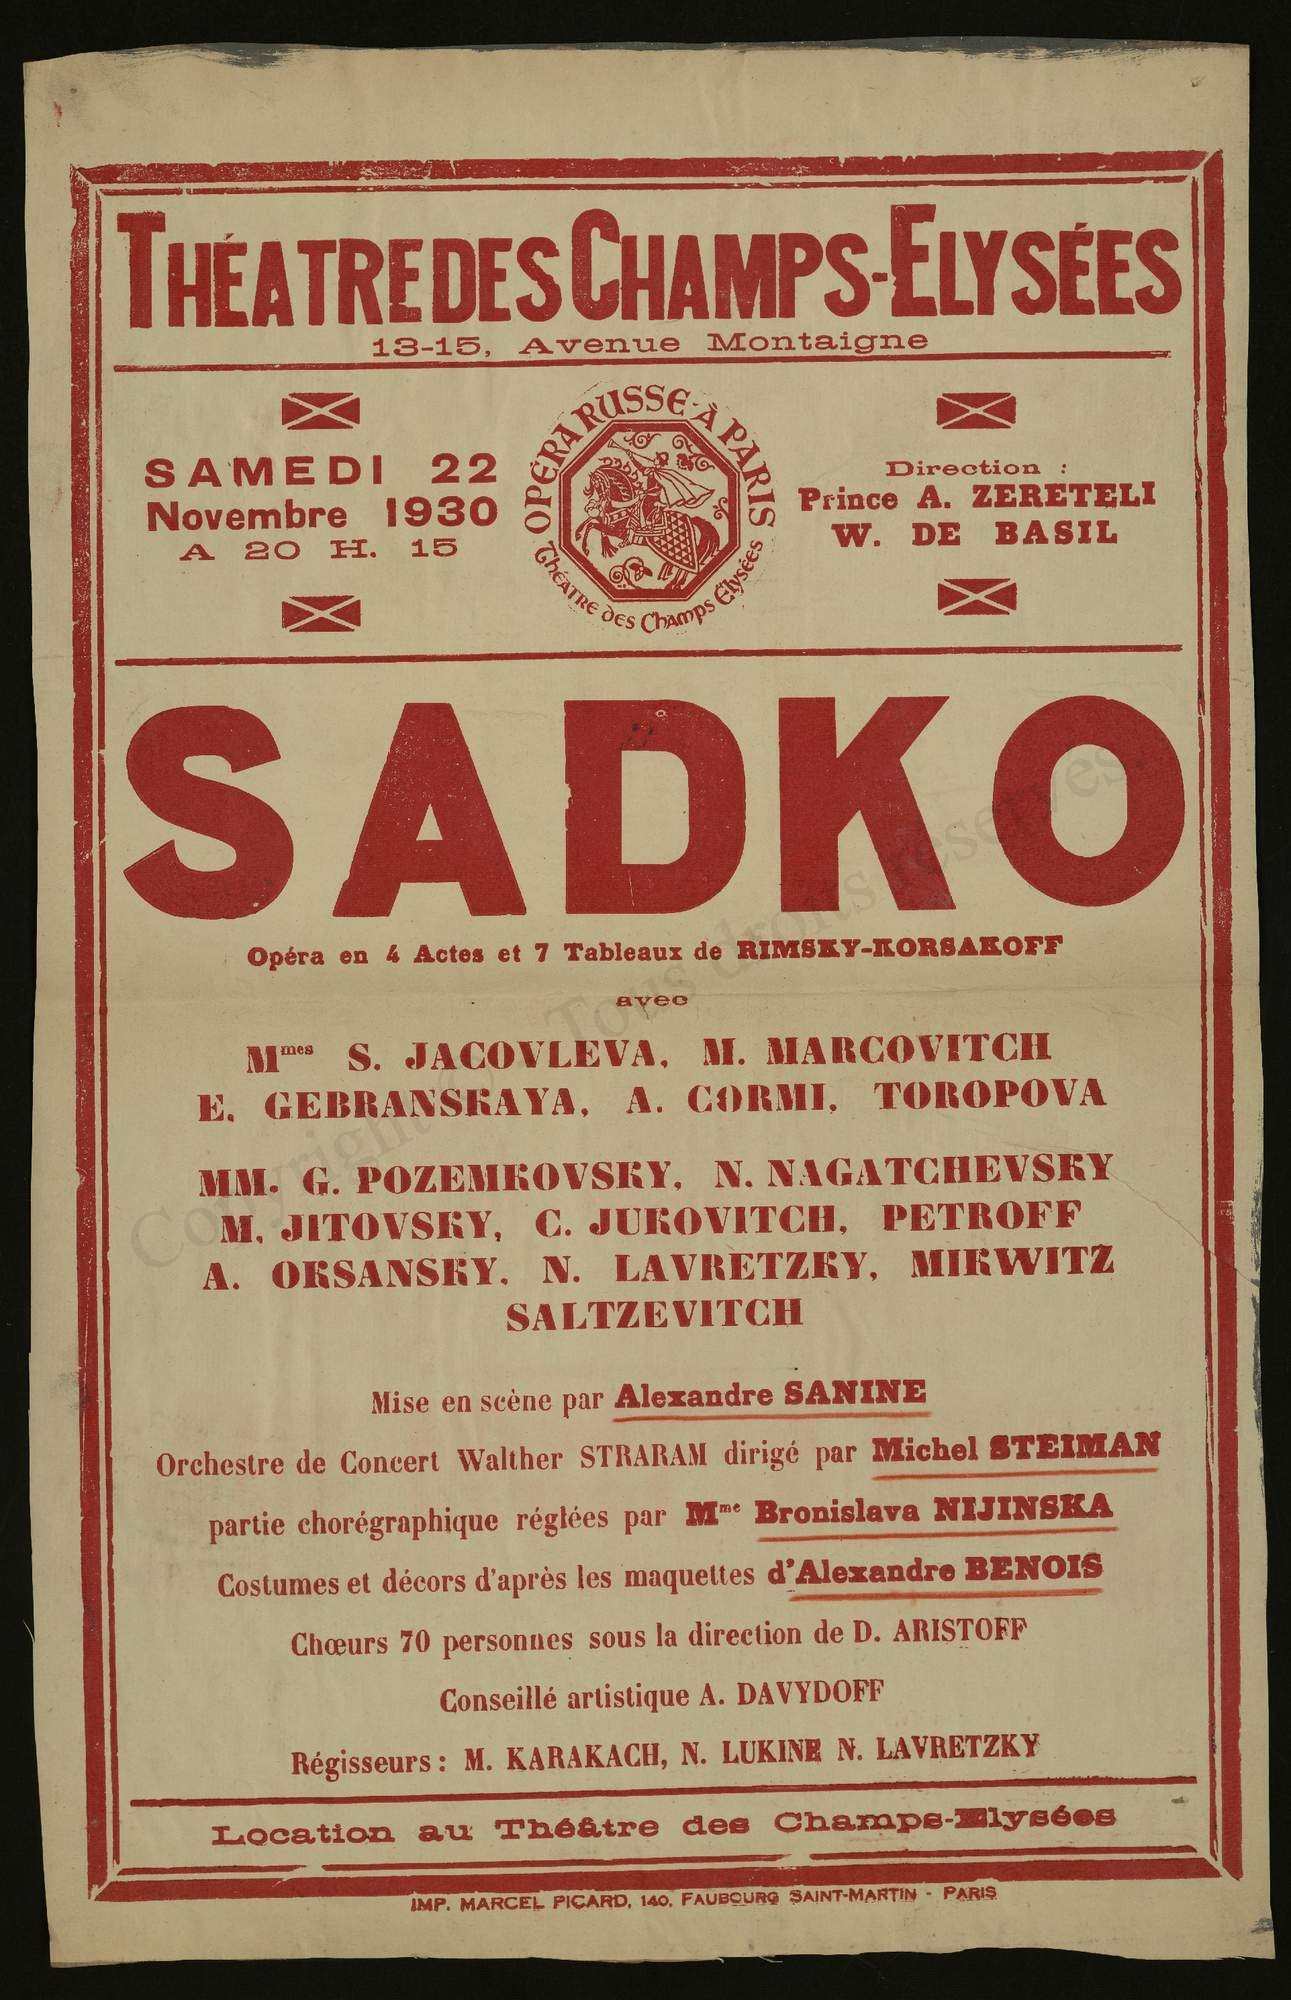 THÉATRE DES CHAMPS-ELYSÉES
13-15, Avenue Montaigne
SAMEDI 22
Novembre 1930
A 20 H. 15
OPÉRA RUSSE À PARIS
Théatre des Champs Élysées
Direction :
Prince A. ZERETELI
W. DE BASIL
SADKO
Opéra en 4 Actes et 7 Tableaux de RIMSKY-KORSAKOFF
avec
Mmes S. JACOVLEVA, M. MARCOVITCH
E. GEBRANSKAYA, A. CORMI, TOROPOVA
MM. G. POZEMKOVSKY, N. NAGATCHEVSKY
M. JITOVSKY, C. JUKOVITCH, PETROFF
A. OKSANSKY, N. LAVRETZKY, MIKWITZ
SALTZEVITCH
Mise en scène par Alexandre SANINE
Orchestre de Concert Walther STRARAM dirigé par Michel STEIMAN
partie chorégraphique réglées par Mme Bronislava NIJINSKA
Costumes et décors d'après les maquettes d'Alexandre BENOIS
Chœurs 70 personnes sous la direction de D. ARISTOFF
Conseillé artistique A. DAVYDOFF
Régisseurs : M. KARAKACH, N. LUKINE N. LAVRETZKY
Location au Théâtre des Champs-Elysées
IMP. MARCEL PICARD, 140, FAUBOURG SAINT-MARTIN - PARIS
Copyright © Tous droits réservés.